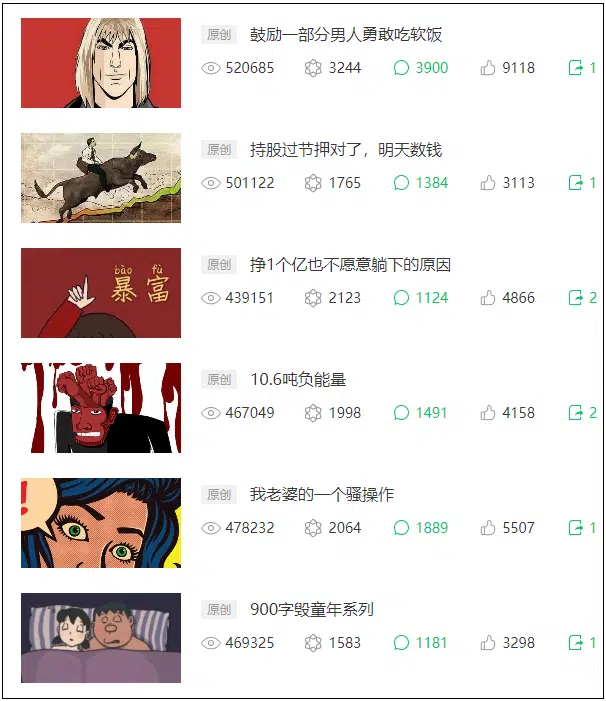 原创 鼓励一部分男人勇敢吃软饭
520685 3244 3900 9118 1
原创 持股过节押对了，明天数钱
501122 1765 1384 3113 1
bào fù
暴富
原创 挣1个亿也不愿意躺下的原因
439151 2123 1124 4866 2
原创 10.6吨负能量
467049 1998 1491 4158 2
!
原创 我老婆的一个骚操作
478232 2064 1889 5507 1
原创 900字毁童年系列
469325 1583 1181 3298 1